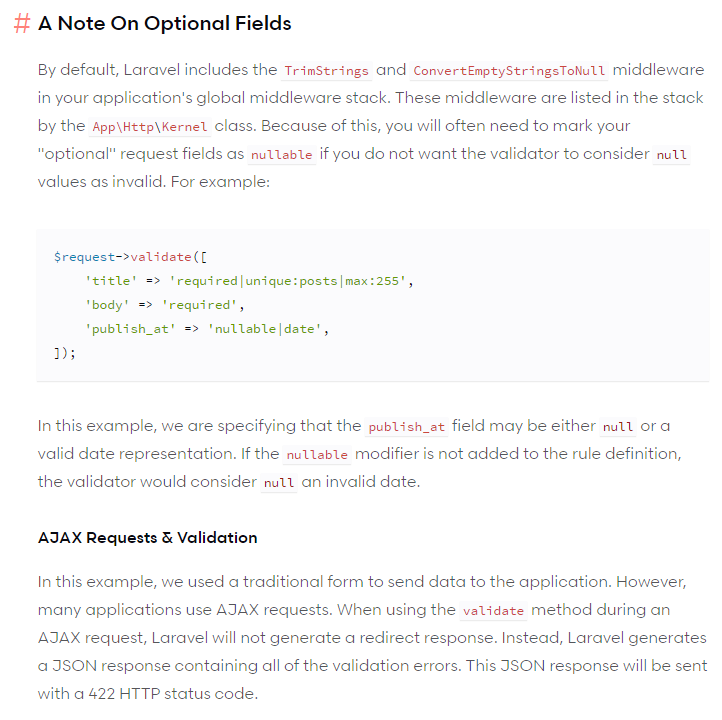 # A Note On Optional Fields
By default, Laravel includes the TrimStrings and ConvertEmptyStringsToNull middleware
in your application's global middleware stack. These middleware are listed in the stack
by the App\Http\Kernel class. Because of this, you will often need to mark your
"optional" request fields as nullable if you do not want the validator to consider null
values as invalid. For example:
$request->validate([
    'title' => 'required|unique:posts|max:255',
    'body' => 'required',
    'publish_at' => 'nullable|date',
]);
In this example, we are specifying that the publish_at field may be either null or a
valid date representation. If the nullable modifier is not added to the rule definition,
the validator would consider null an invalid date.
AJAX Requests & Validation
In this example, we used a traditional form to send data to the application. However,
many applications use AJAX requests. When using the validate method during an
AJAX request, Laravel will not generate a redirect response. Instead, Laravel generates
a JSON response containing all of the validation errors. This JSON response will be sent
with a 422 HTTP status code.